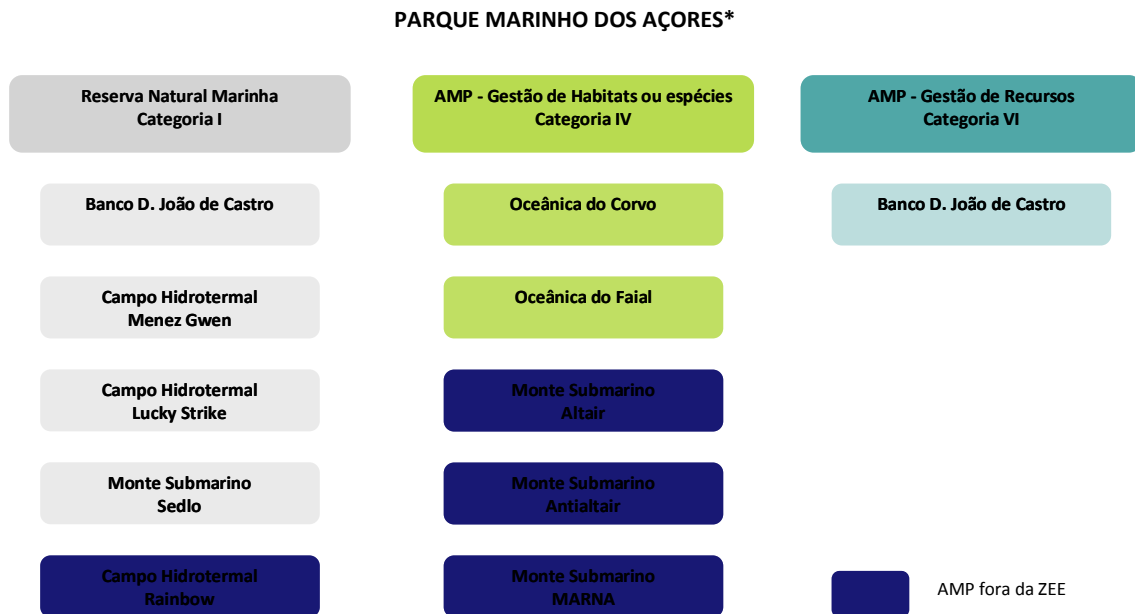 PARQUE MARINHO DOS AÇORES*
Reserva Natural Marinha
Categoria I
Banco D. João de Castro
Campo Hidrotermal
Menez Gwen
Campo Hidrotermal
Lucky Strike
Monte Submarino
Sedlo
Campo Hidrotermal
Rainbow
AMP - Gestão de Habitats ou espécies
Categoria IV
Oceânica do Corvo
Oceânica do Faial
Monte Submarino
Altair
Monte Submarino
Antialtair
Monte Submarino
MARNA
AMP - Gestão de Recursos
Categoria VI
Banco D. João de Castro
AMP fora da ZEE